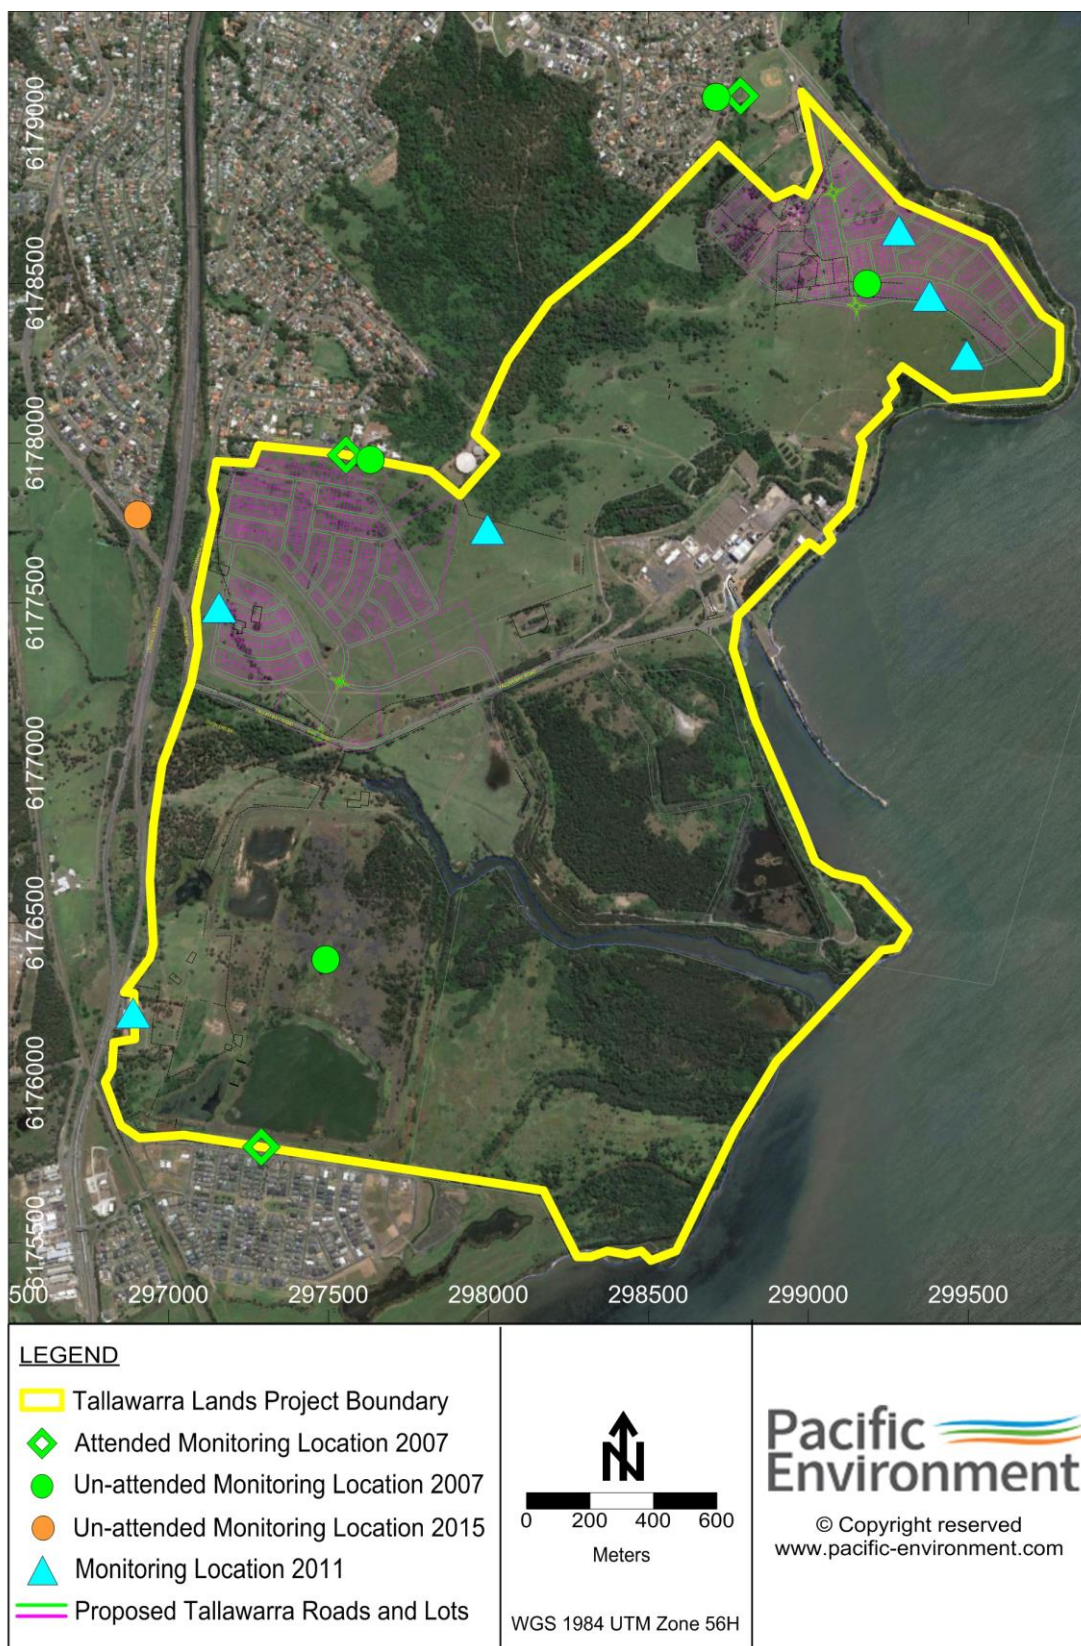 6179000
6178500
6178000
6177500
6177000
6176500
6176000
6175500
500 297000 297500 298000 298500 299000 299500
LEGEND
Tallawarra Lands Project Boundary
Attended Monitoring Location 2007
Un-attended Monitoring Location 2007
Un-attended Monitoring Location 2015
Monitoring Location 2011
Proposed Tallawarra Roads and Lots
N
0 200 400 600
Meters
WGS 1984 UTM Zone 56H
Pacific
Environment
© Copyright reserved
www.pacific-environment.com